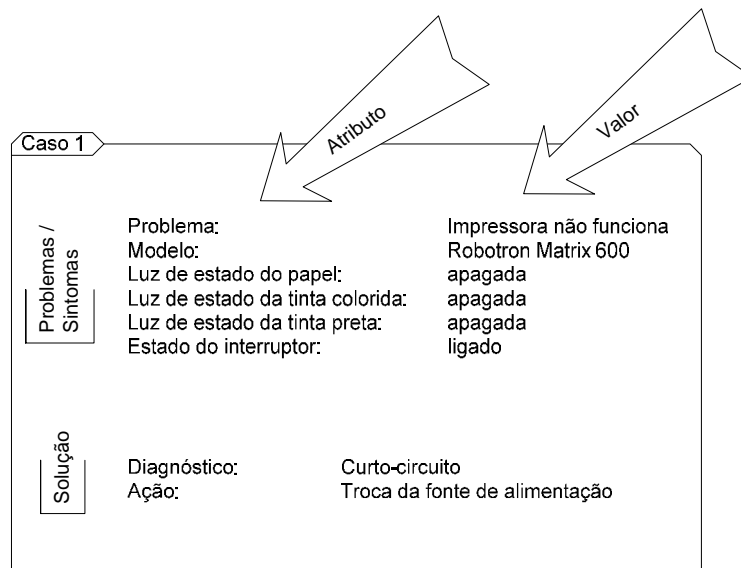 Atributo
Valor
Caso 1
Problemas /
Sintomas
Problema: Impressora não funciona
Modelo: Robotron Matrix 600
Luz de estado do papel: apagada
Luz de estado da tinta colorida: apagada
Luz de estado da tinta preta: apagada
Estado do interruptor: ligado
Solução
Diagnóstico: Curto-circuito
Ação: Troca da fonte de alimentação